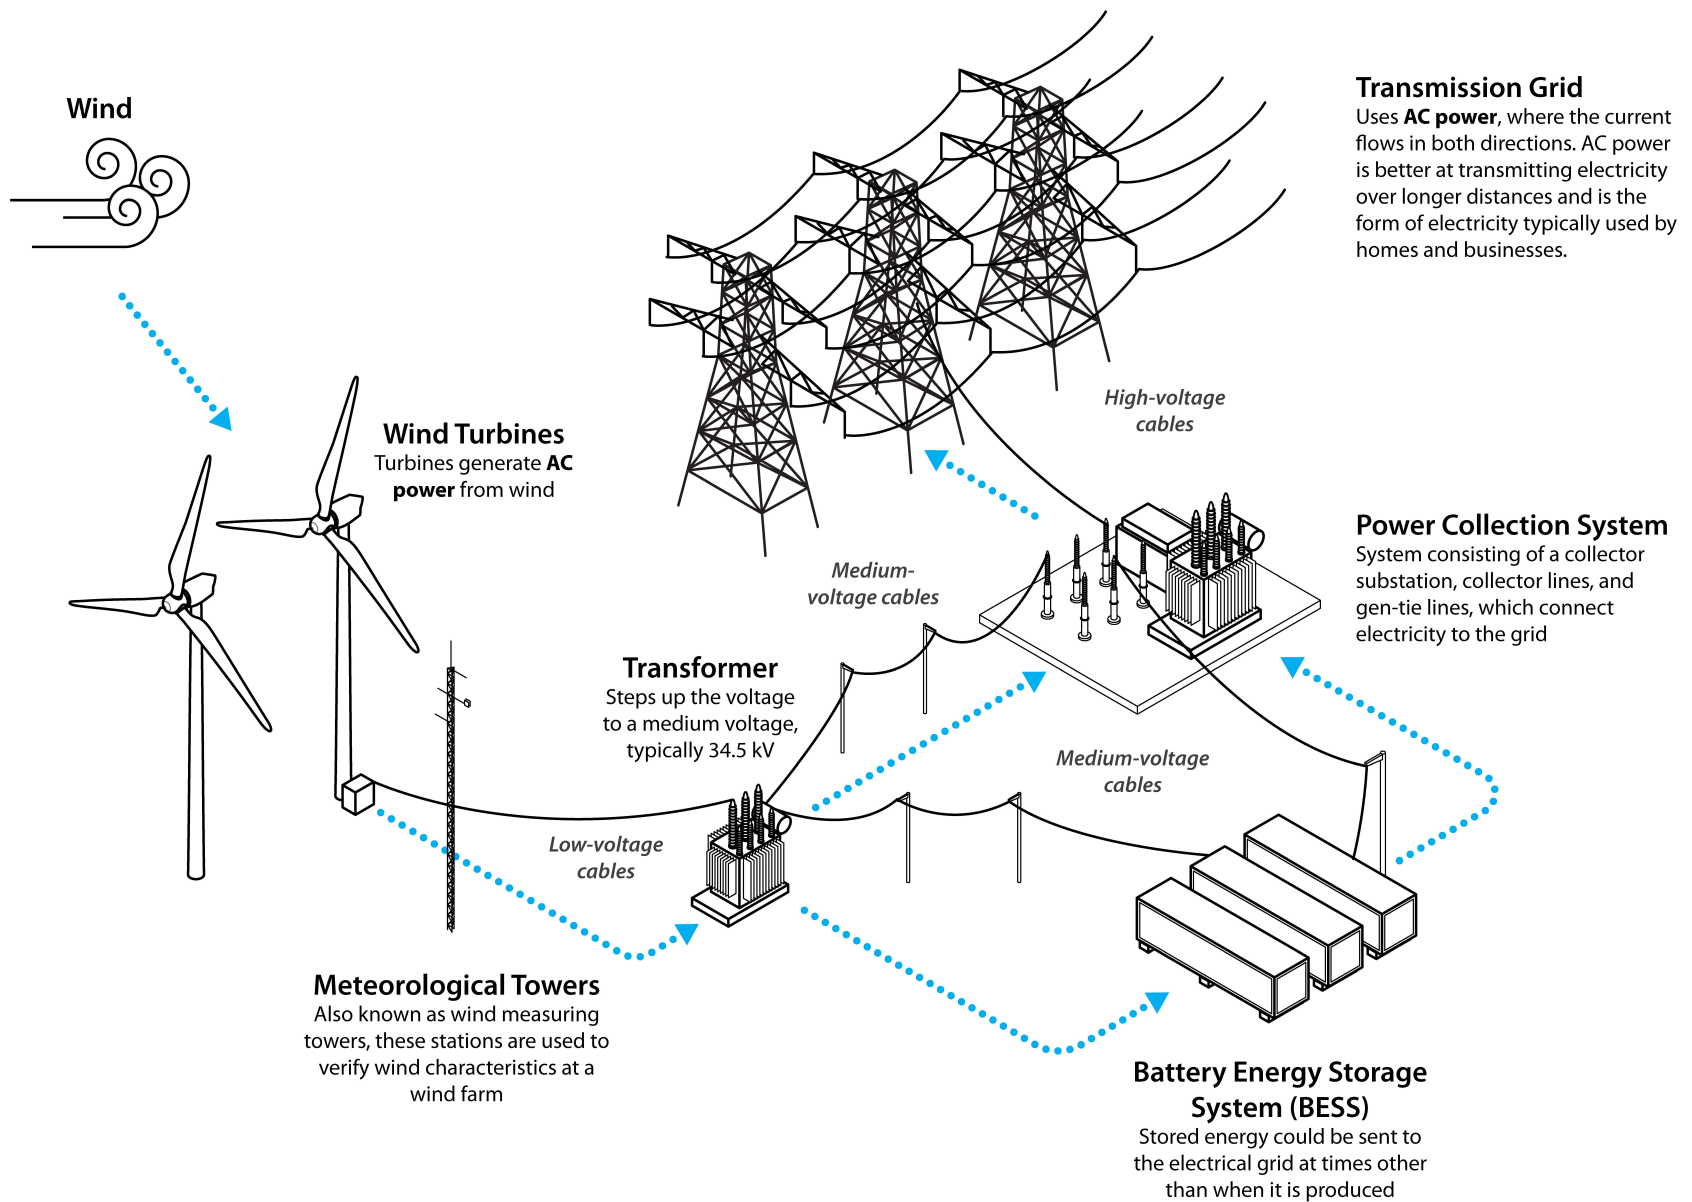 Wind
Transmission Grid
Uses AC power, where the current
flows in both directions. AC power
is better at transmitting electricity
over longer distances and is the
form of electricity typically used by
homes and businesses.
High-voltage
cables
Wind Turbines
Turbines generate AC
power from wind
Medium-
voltage cables
Power Collection System
System consisting of a collector
substation, collector lines, and
gen-tie lines, which connect
electricity to the grid
Transformer
Steps up the voltage
to a medium voltage,
typically 34.5 kV
Medium-voltage
cables
Low-voltage
cables
Meteorological Towers
Also known as wind measuring
towers, these stations are used to
verify wind characteristics at a
wind farm
Battery Energy Storage
System (BESS)
Stored energy could be sent to
the electrical grid at times other
than when it is produced